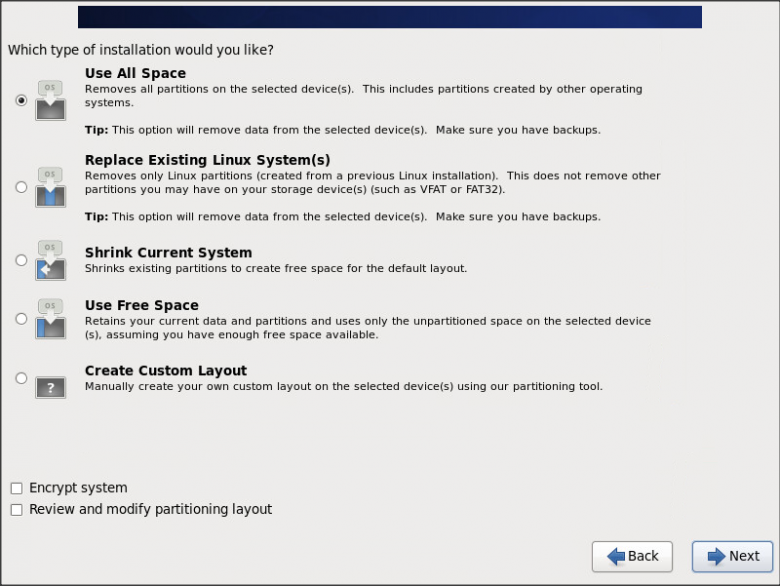 Which type of installation would you like?
Use All Space
OS
Removes all partitions on the selected device(s).  This includes partitions created by other operating
systems.
Tip: This option will remove data from the selected device(s).  Make sure you have backups.
Replace Existing Linux System(s)
OS
Removes only Linux partitions (created from a previous Linux installation).  This does not remove other
partitions you may have on your storage device(s) (such as VFAT or FAT32).
Tip: This option will remove data from the selected device(s).  Make sure you have backups.
OS
Shrink Current System
Shrinks existing partitions to create free space for the default layout.
OS
Use Free Space
Retains your current data and partitions and uses only the unpartitioned space on the selected device
(s), assuming you have enough free space available.
Create Custom Layout
?
Manually create your own custom layout on the selected device(s) using our partitioning tool.
Encrypt system
Review and modify partitioning layout
Back
Next